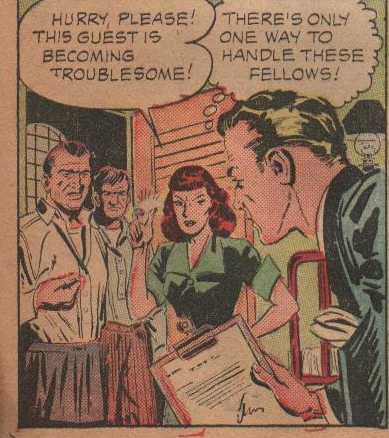 HURRY, PLEASE!
THIS GUEST IS
BECOMING
TROUBLESOME!
THERE'S ONLY
ONE WAY TO
HANDLE THESE
FELLOWS!